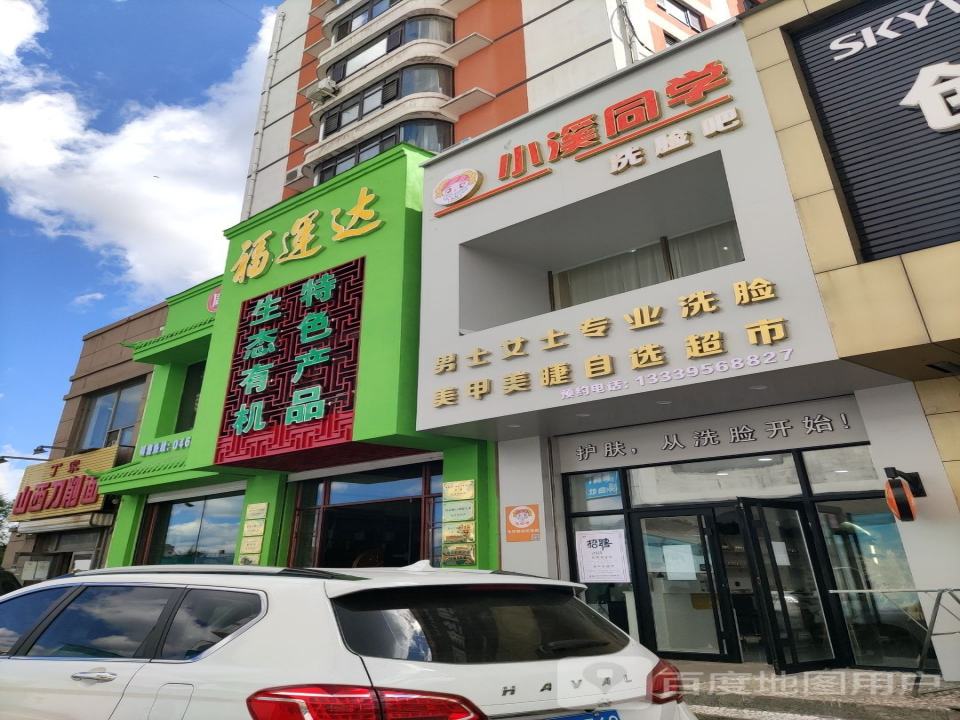 福运达
特色产品
生态有机
丁家
山西刀削面
小溪同学
洗脸吧
男士女士专业洗脸
美甲美睫自选超市
预约电话: 13339568827
护肤，从洗脸开始!
招聘
HAVAL
SKYW
创
百度地图用户